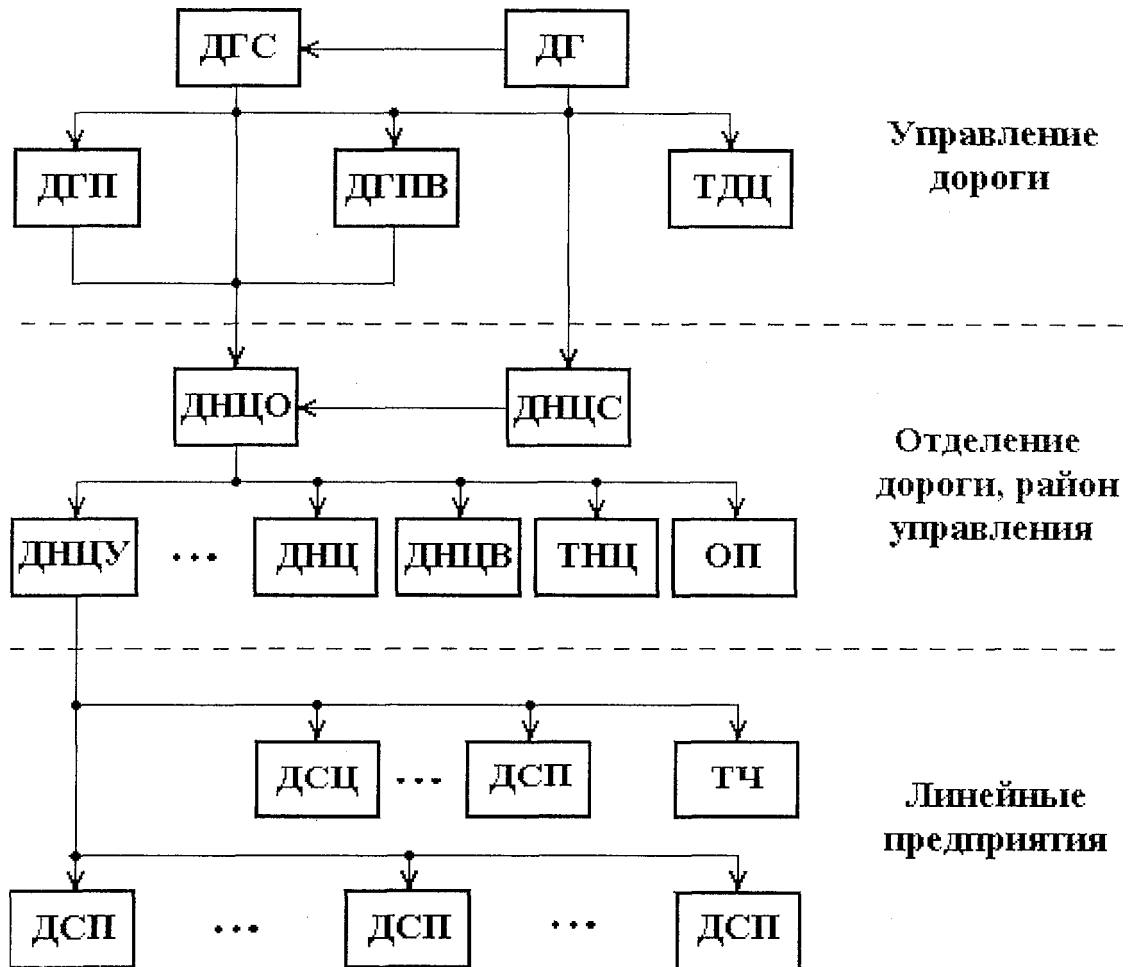 ДГС ДГ
Управление
дороги
ДГП ДГПВ ТДЦ
ДНЦО ДНЦС
Отделение
дороги, район
управления
ДНЦУ ... ДНЦ ДНЦВ ТНЦ ОП
ДСЦ ... ДСП ТЧ
Линейные
предприятия
ДСП ... ДСП ... ДСП